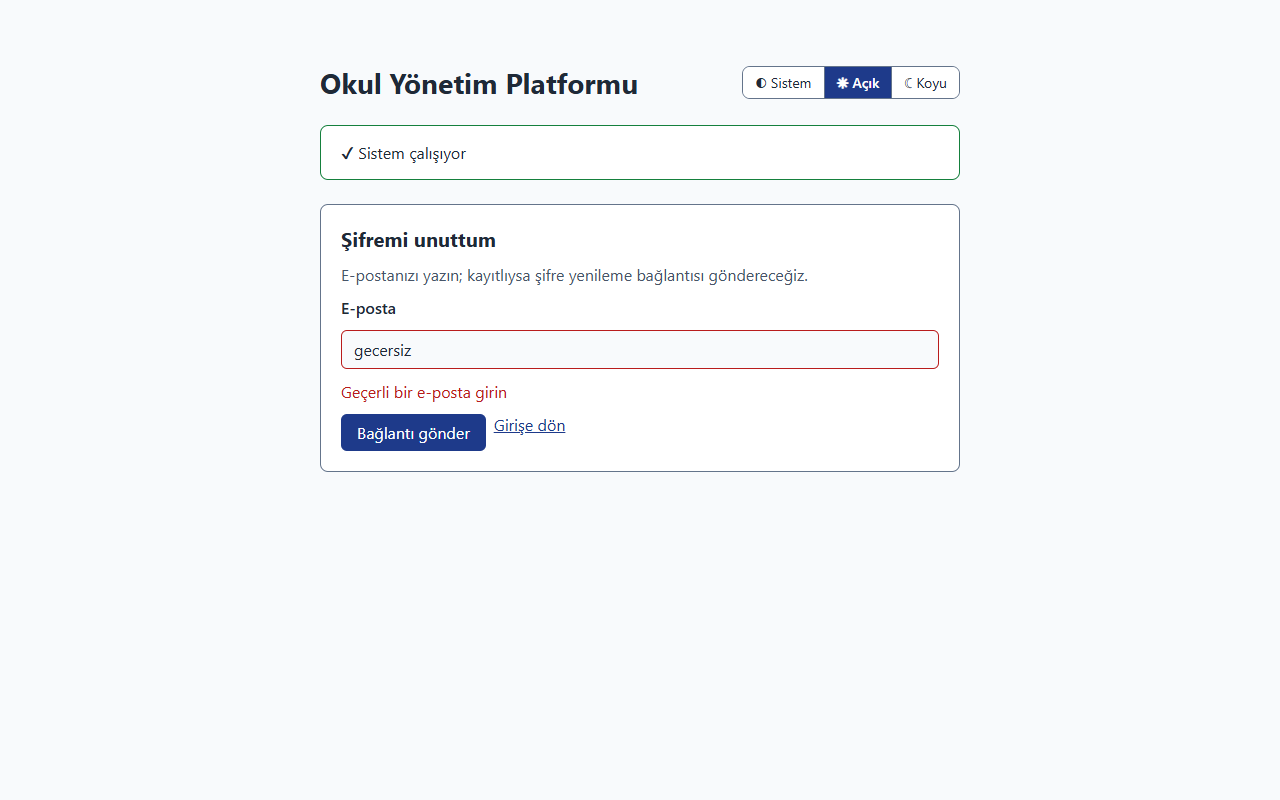 Okul Yönetim Platformu
◐ Sistem ❋ Açık ☾ Koyu
✓ Sistem çalışıyor
Şifremi unuttum
E-postanızı yazın; kayıtlıysa şifre yenileme bağlantısı göndereceğiz.
E-posta
gecersiz
Geçerli bir e-posta girin
Bağlantı gönder Girişe dön